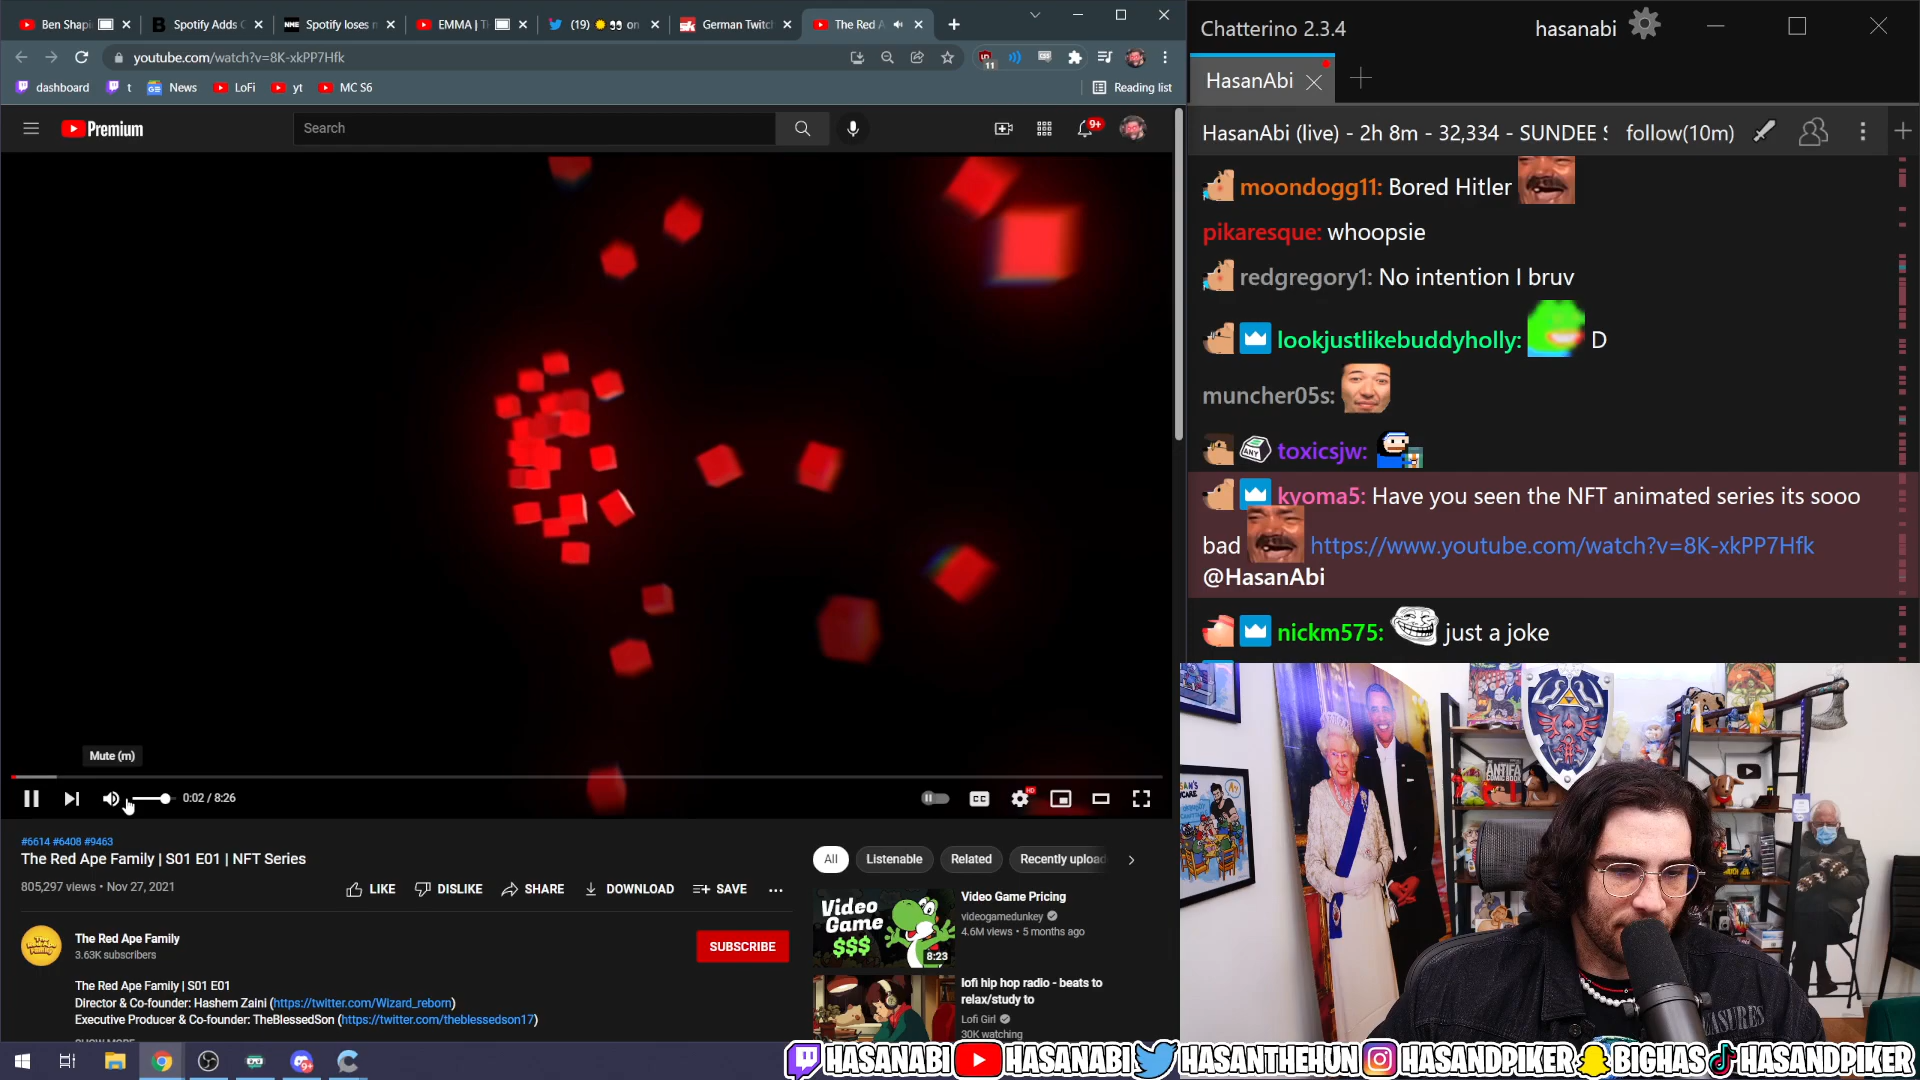 Ben Shapi
Spotify Adds C
Spotify loses n
EMMA | T
(19) on
German Twitch
The Red A
youtube.com/watch?v=8K-xkPP7Hfk
11
dashboard
t
News
LoFi
yt
MC S6
Reading list
Premium
Search
9+
Mute (m)
0:02 / 8:26
#6614 #6408 #9463
The Red Ape Family | S01 E01 | NFT Series
805,297 views • Nov 27, 2021
LIKE
DISLIKE
SHARE
DOWNLOAD
SAVE
The Red Ape Family
3.63K subscribers
SUBSCRIBE
The Red Ape Family | S01 E01
Director & Co-founder: Hashem Zaini (https://twitter.com/Wizard_reborn)
Executive Producer & Co-founder: TheBlessedSon (https://twitter.com/theblessedson17)
SHOW MORE
All
Listenable
Related
Recently upload
Video Game $$$
8:23
Video Game Pricing
videogamedunkey
4.6M views • 5 months ago
lofi hip hop radio - beats to
relax/study to
Lofi Girl
30K watching
Chatterino 2.3.4
hasanabi
HasanAbi
HasanAbi (live) - 2h 8m - 32,334 - SUNDEE S
follow(10m)
moondogg11: Bored Hitler
pikaresque: whoopsie
redgregory1: No intention I bruv
lookjustlikebuddyholly: D
muncher05s:
ANY
toxicsjw:
kyoma5: Have you seen the NFT animated series its sooo
bad https://www.youtube.com/watch?v=8K-xkPP7Hfk
@HasanAbi
nickm575: just a joke
ANTIFA
HASANABI
HASANABI
HASANTHEHUN
HASANDPIKER
BIGHAS
HASANDPIKER